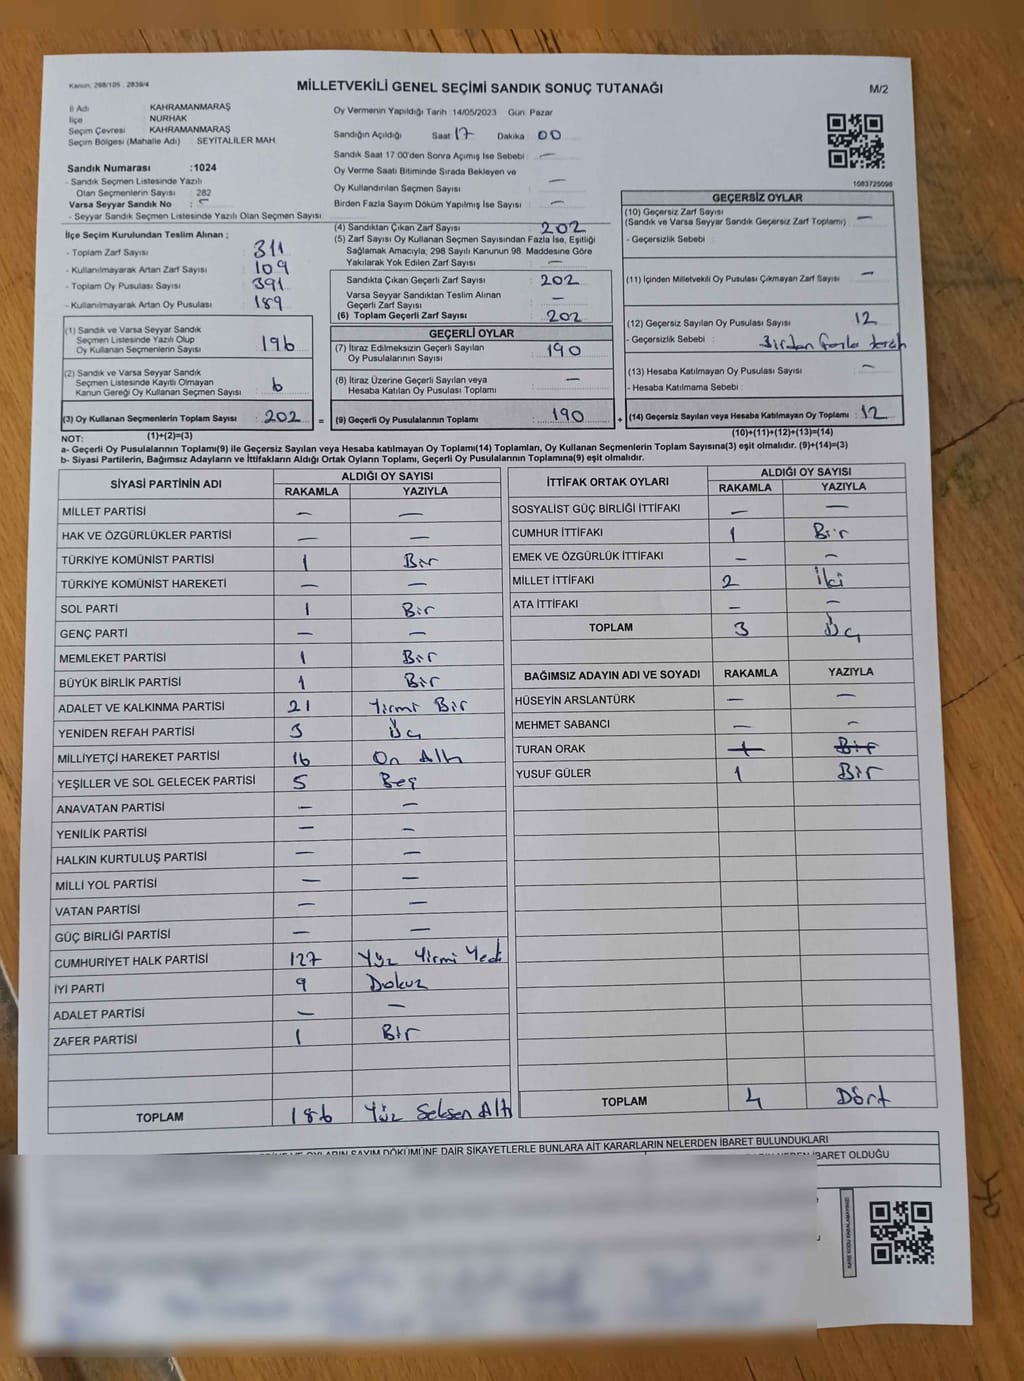 Kanun: 298/105 , 2839/4
MİLLETVEKİLİ GENEL SEÇİMİ SANDIK SONUÇ TUTANAĞI
M/2
İl Adı KAHRAMANMARAŞ
İlçe NURHAK
Seçim Çevresi KAHRAMANMARAŞ
Seçim Bölgesi (Mahalle Adı) SEYİTALİLER MAH.
Oy Vermenin Yapıldığı Tarih 14/05/2023 Gün Pazar
Sandığın Açıldığı Saat 17 Dakika 00
Sandık Saat 17:00'den Sonra Açımış İse Sebebi : —
Oy Verme Saati Bitiminde Sırada Bekleyen ve
Oy Kullandırılan Seçmen Sayısı —
Birden Fazla Sayım Döküm Yapılmış İse Sayısı : —
1083725098
Sandık Numarası :1024
- Sandık Seçmen Listesinde Yazılı
Olan Seçmenlerin Sayısı 282
Varsa Seyyar Sandık No :
- Seyyar Sandık Seçmen Listesinde Yazılı Olan Seçmen Sayısı
İlçe Seçim Kurulundan Teslim Alınan ;
- Toplam Zarf Sayısı : 311
- Kullanılmayarak Artan Zarf Sayısı : 109
- Toplam Oy Pusulası Sayısı : 391
- Kullanılmayarak Artan Oy Pusulası : 189
(1) Sandık ve Varsa Seyyar Sandık
Seçmen Listesinde Yazılı Olup
Oy Kullanan Seçmenlerin Sayısı : 196
(2) Sandık ve Varsa Seyyar Sandık
Seçmen Listesinde Kayıtlı Olmayan
Kanun Gereği Oy Kullanan Seçmen Sayısı : 6
(3) Oy Kullanan Seçmenlerin Toplam Sayısı : 202 =
(4) Sandıktan Çıkan Zarf Sayısı : 202
(5) Zarf Sayısı Oy Kullanan Seçmen Sayısından Fazla İse, Eşitliği
Sağlamak Amacıyla; 298 Sayılı Kanunun 98. Maddesine Göre
Yakılarak Yok Edilen Zarf Sayısı : —
Sandıkta Çıkan Geçerli Zarf Sayısı : 202
Varsa Seyyar Sandıktan Teslim Alınan
Geçerli Zarf Sayısı : —
(6) Toplam Geçerli Zarf Sayısı : 202
GEÇERLİ OYLAR
(7) İtiraz Edilmeksizin Geçerli Sayılan
Oy Pusulalarının Sayısı : 190
(8) İtiraz Üzerine Geçerli Sayılan veya
Hesaba Katılan Oy Pusulası Toplamı : —
(9) Geçerli Oy Pusulalarının Toplamı : 190 +
GEÇERSİZ OYLAR
(10) Geçersiz Zarf Sayısı
(Sandık ve Varsa Seyyar Sandık Geçersiz Zarf Toplamı) : —
- Geçersizlik Sebebi :
(11) İçinden Milletvekili Oy Pusulası Çıkmayan Zarf Sayısı : —
(12) Geçersiz Sayılan Oy Pusulası Sayısı : 12
- Geçersizlik Sebebi : Birden fazla tercih
(13) Hesaba Katılmayan Oy Pusulası Sayısı : —
- Hesaba Katılmama Sebebi :
(14) Geçersiz Sayılan veya Hesaba Katılmayan Oy Toplamı : 12
NOT: (1)+(2)=(3) (10)+(11)+(12)+(13)=(14)
a- Geçerli Oy Pusulaları Toplamı(9) ile Geçersiz Sayılan veya Hesaba katılmayan Oy Toplamı(14) Toplamları, Oy Kullanan Seçmenlerin Toplam Sayısına(3) eşit olmalıdır. (9)+(14)=(3)
b- Siyasi Partilerin, Bağımsız Adayların ve İttifakların Aldığı Ortak Oyların Toplamı, Geçerli Oy Pusulalarının Toplamına(9) eşit olmalıdır.
SİYASİ PARTİNİN ADI ALDIĞI OY SAYISI
RAKAMLA YAZIYLA
MİLLET PARTİSİ — —
HAK VE ÖZGÜRLÜKLER PARTİSİ — —
TÜRKİYE KOMÜNİST PARTİSİ 1 Bir
TÜRKİYE KOMÜNİST HAREKETİ — —
SOL PARTİ 1 Bir
GENÇ PARTİ — —
MEMLEKET PARTİSİ 1 Bir
BÜYÜK BİRLİK PARTİSİ 1 Bir
ADALET VE KALKINMA PARTİSİ 21 Yirmi Bir
YENİDEN REFAH PARTİSİ 3 Üç
MİLLİYETÇİ HAREKET PARTİSİ 16 On Altı
YEŞİLLER VE SOL GELECEK PARTİSİ 5 Beş
ANAVATAN PARTİSİ — —
YENİLİK PARTİSİ — —
HALKIN KURTULUŞ PARTİSİ — —
MİLLİ YOL PARTİSİ — —
VATAN PARTİSİ — —
GÜÇ BİRLİĞİ PARTİSİ — —
CUMHURİYET HALK PARTİSİ 127 Yüz Yirmi Yedi
İYİ PARTİ 9 Dokuz
ADALET PARTİSİ — —
ZAFER PARTİSİ 1 Bir
TOPLAM 186 Yüz Seksen Altı
İTTİFAK ORTAK OYLARI ALDIĞI OY SAYISI
RAKAMLA YAZIYLA
SOSYALİST GÜÇ BİRLİĞİ İTTİFAKI — —
CUMHUR İTTİFAKI 1 Bir
EMEK VE ÖZGÜRLÜK İTTİFAKI — —
MİLLET İTTİFAKI 2 İki
ATA İTTİFAKI — —
TOPLAM 3 Üç
BAĞIMSIZ ADAYIN ADI VE SOYADI RAKAMLA YAZIYLA
HÜSEYİN ARSLANTÜRK — —
MEHMET SABANCI — —
TURAN ORAK 1 Bir
YUSUF GÜLER 1 Bir
TOPLAM 4 Dört
OYLARIN SAYIM DÖKÜMÜNE DAİR ŞİKAYETLERLE BUNLARA AİT KARARLARIN NELERDEN İBARET BULUNDUKLARI
İBARET OLDUĞU